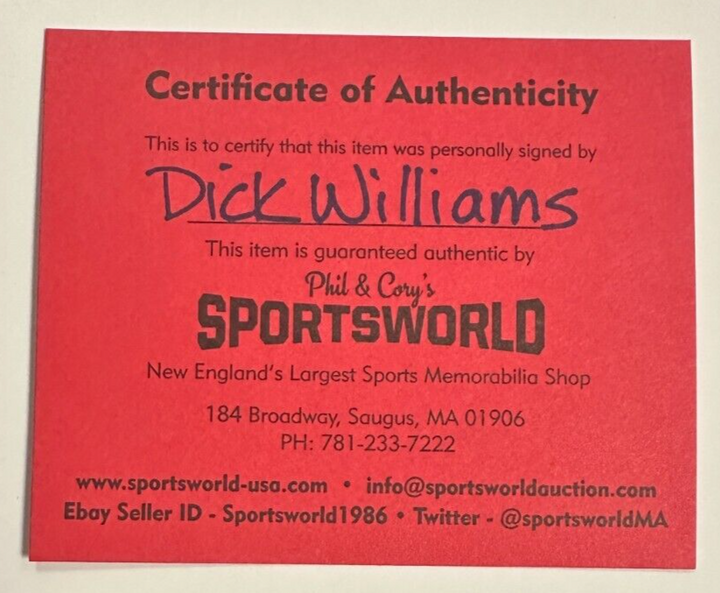 Certificate of Authenticity
This is to certify that this item was personally signed by
Dick Williams
This item is guaranteed authentic by
Phil & Cory's
SPORTSWORLD
New England's Largest Sports Memorabilia Shop
184 Broadway, Saugus, MA 01906
PH: 781-233-7222
www.sportsworld-usa.com • info@sportsworldauction.com
Ebay Seller ID - Sportsworld1986 • Twitter - @sportsworldMA